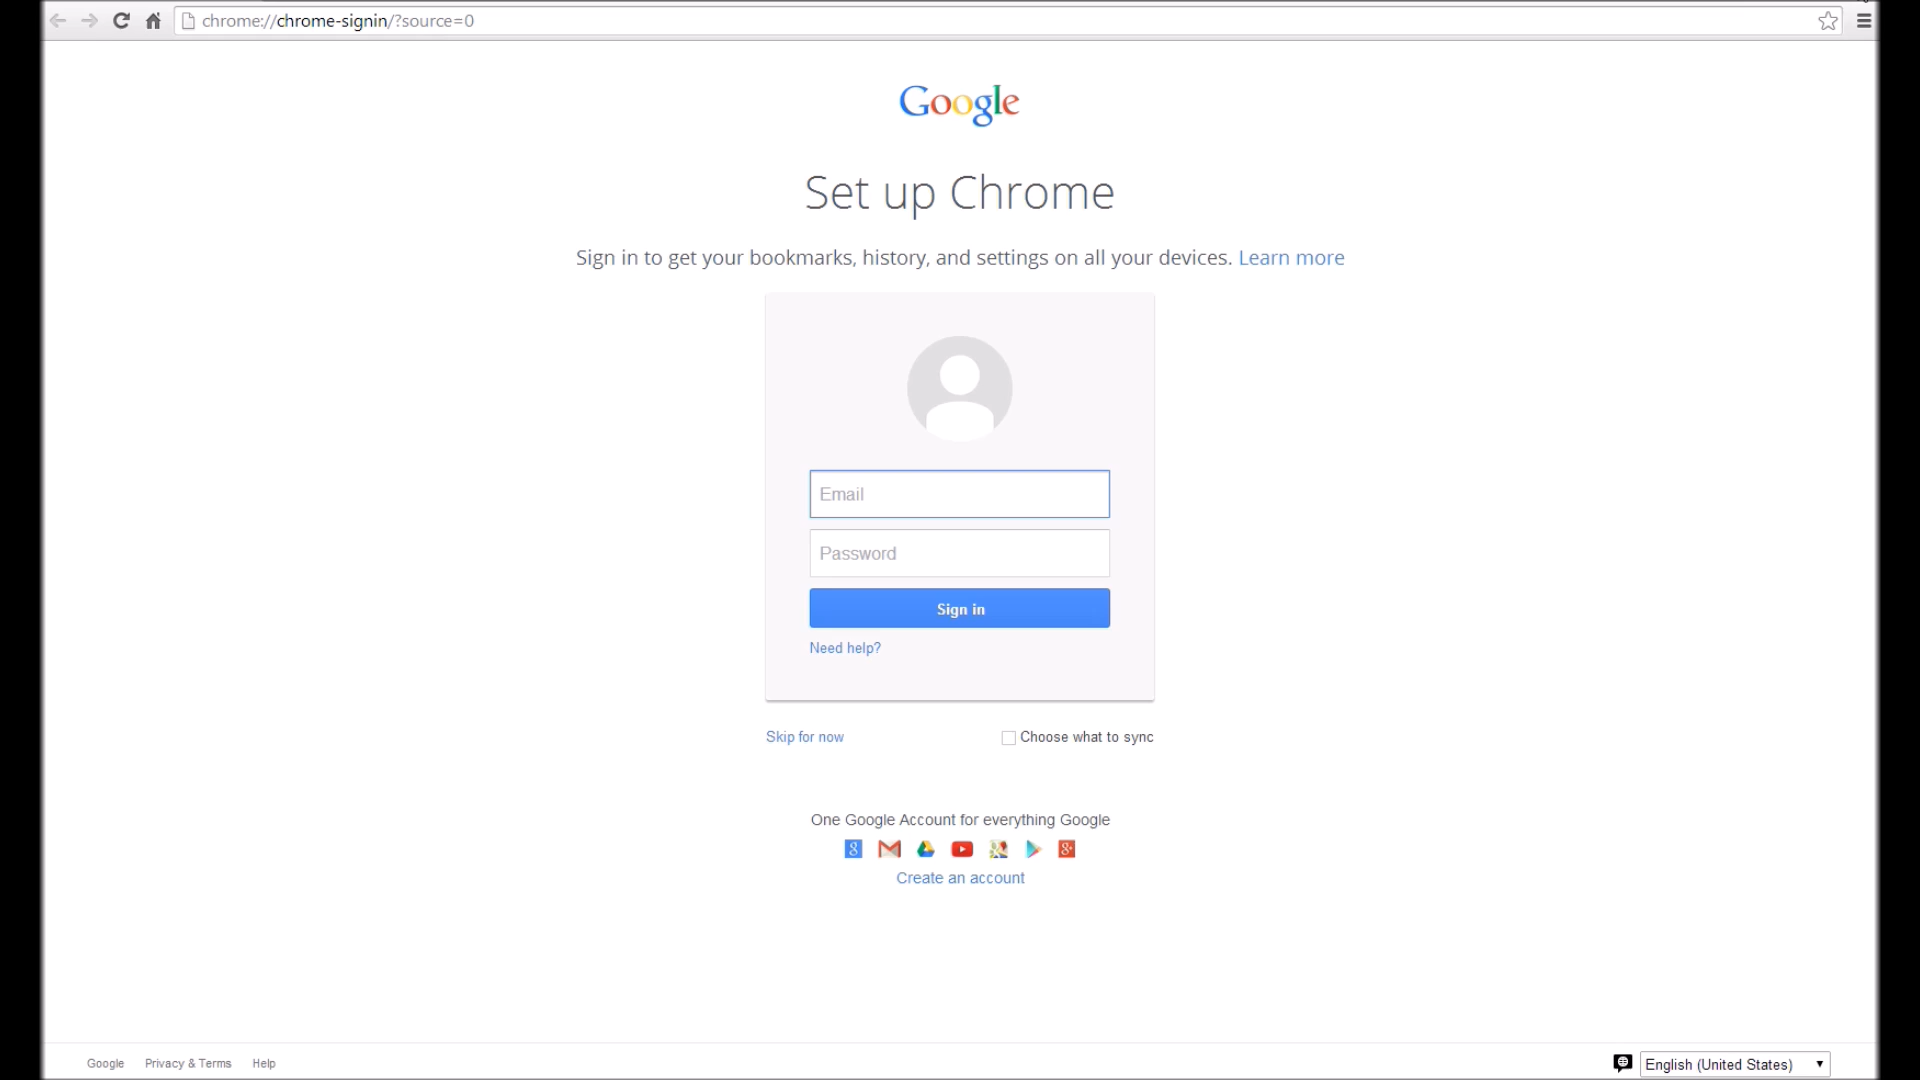 chrome://chrome-signin/?source=0
Google
Set up Chrome
Sign in to get your bookmarks, history, and settings on all your devices. Learn more
Email
Password
Sign in
Need help?
Skip for now
Choose what to sync
One Google Account for everything Google
Create an account
Google Privacy & Terms Help
English (United States)